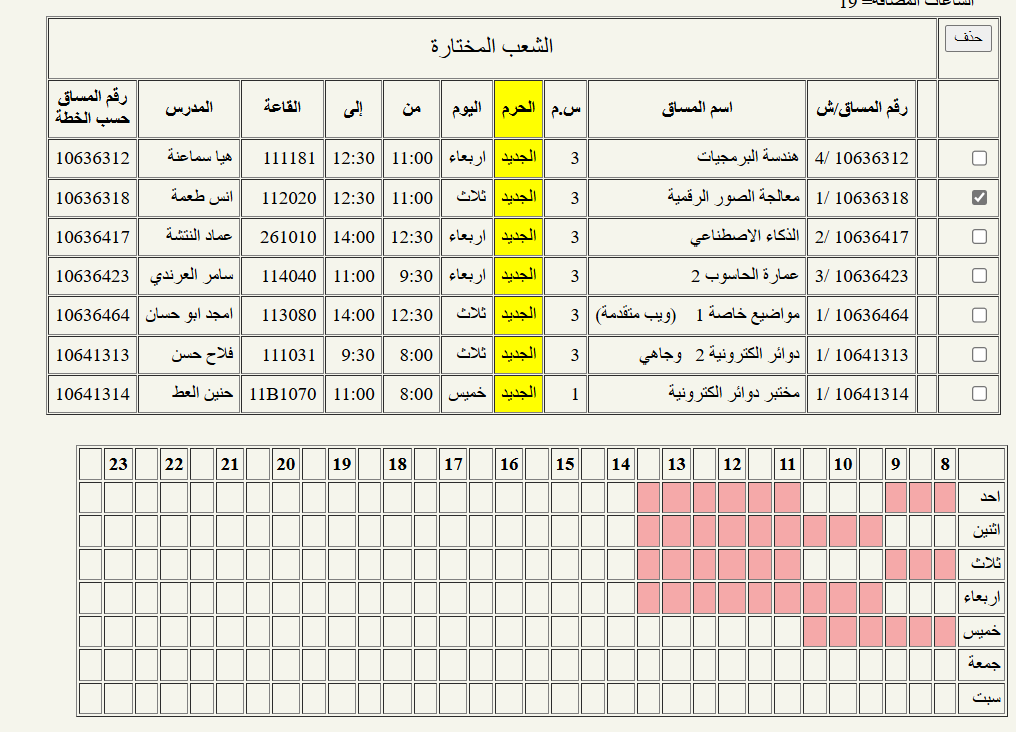 الساعات المضافة= 19
حذف
الشعب المختارة
رقم المساق/ش اسم المساق س.م الحرم اليوم من إلى القاعة المدرس رقم المساق حسب الخطة
10636312 /4 هندسة البرمجيات 3 الجديد اربعاء 11:00 12:30 111181 هيا سماعنة 10636312
10636318 /1 معالجة الصور الرقمية 3 الجديد ثلاث 11:00 12:30 112020 انس طعمة 10636318
10636417 /2 الذكاء الاصطناعي 3 الجديد اربعاء 12:30 14:00 261010 عماد النتشة 10636417
10636423 /3 عمارة الحاسوب 2 3 الجديد اربعاء 9:30 11:00 114040 سامر العرندي 10636423
10636464 /1 مواضيع خاصة 1 (ويب متقدمة) 3 الجديد ثلاث 12:30 14:00 113080 امجد ابو حسان 10636464
10641313 /1 دوائر الكترونية 2 وجاهي 3 الجديد ثلاث 8:00 9:30 111031 فلاح حسن 10641313
10641314 /1 مختبر دوائر الكترونية 1 الجديد خميس 8:00 11:00 11B1070 حنين العط 10641314
8 9 10 11 12 13 14 15 16 17 18 19 20 21 22 23
احد
اثنين
ثلاث
اربعاء
خميس
جمعة
سبت